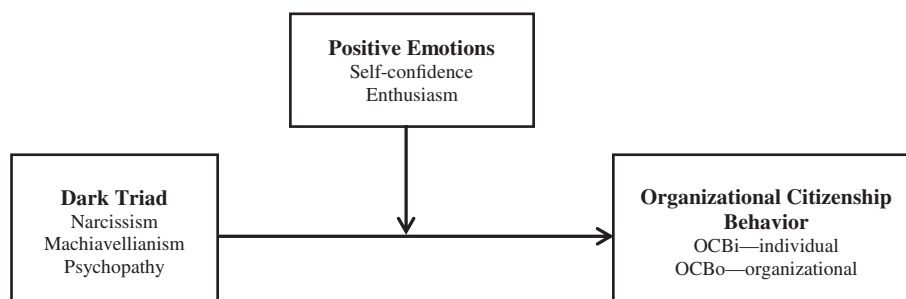 Positive Emotions
Self-confidence
Enthusiasm
Dark Triad
Narcissism
Machiavellianism
Psychopathy
Organizational Citizenship
Behavior
OCBi—individual
OCBo—organizational